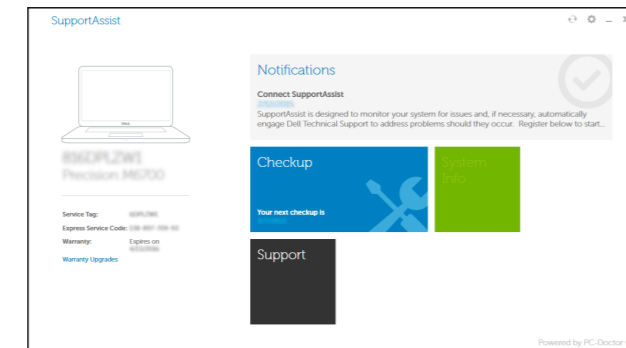 SupportAssist
DELL
Precision M6700
Service Tag:
Express Service Code:
Warranty: Expires on
Warranty Upgrades
Notifications
Connect SupportAssist
SupportAssist is designed to monitor your system for issues and, if necessary, automatically
engage Dell Technical Support to address problems should they occur. Register below to start...
Checkup
Your next checkup is
System
Info
Support
Powered by PC-Doctor